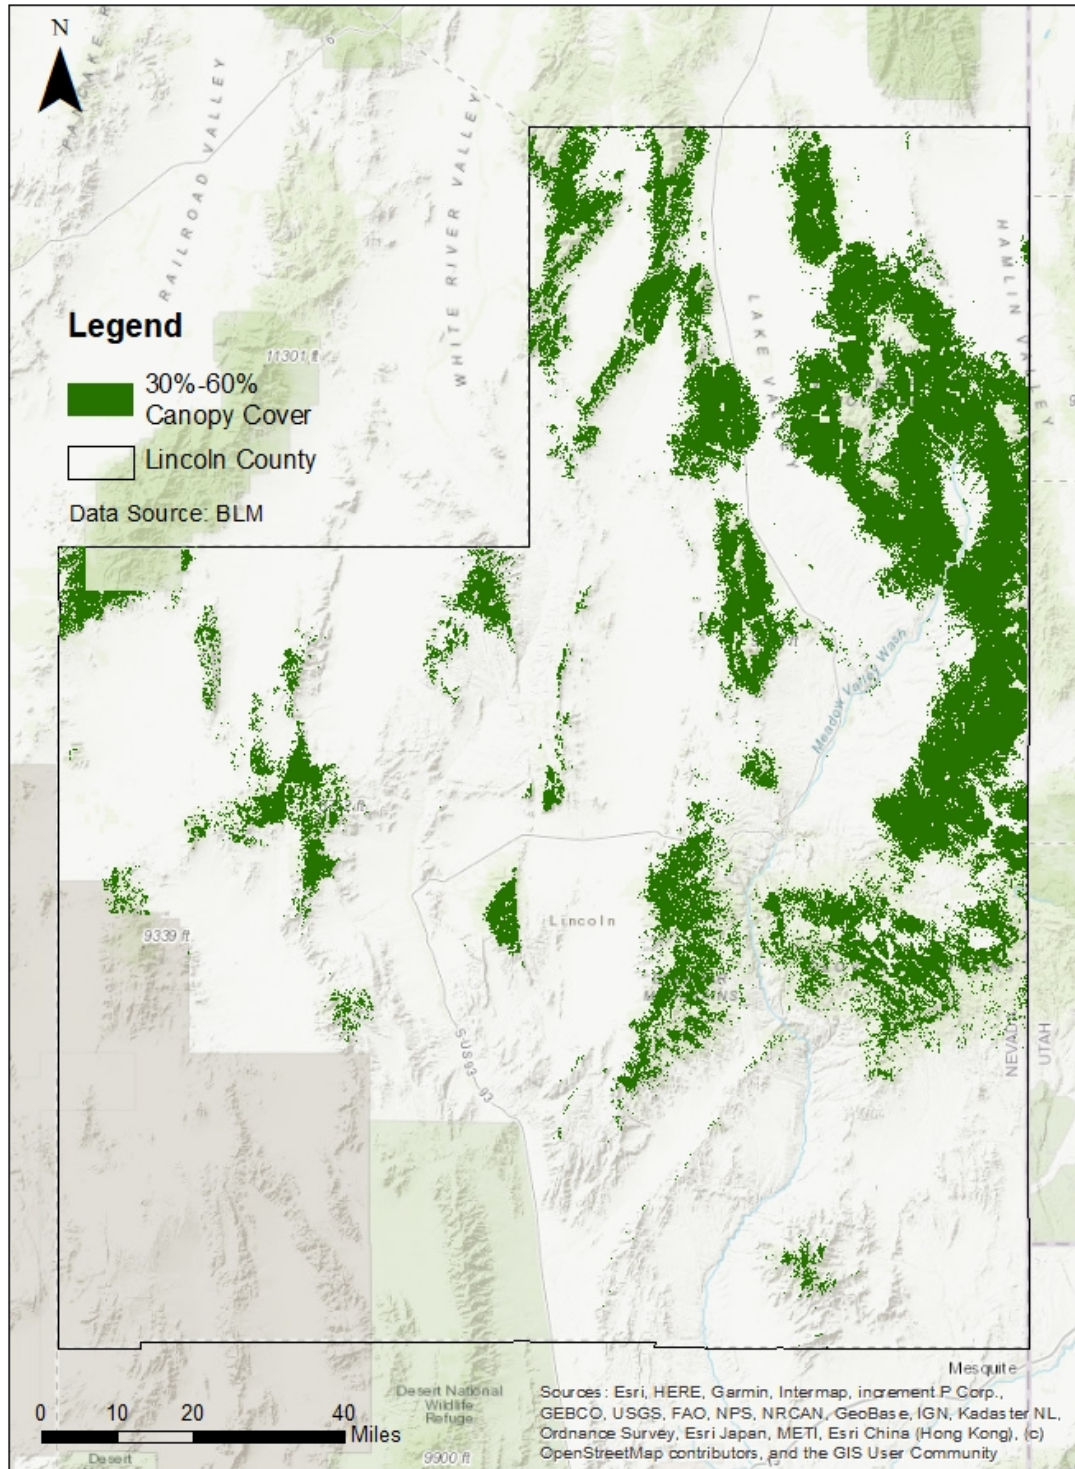 N
RAILROAD VALLEY
WHITE RIVER VALLEY
HAMLIN VALLEY
LAKE VALLEY
Legend
11301 ft
30%-60%
Canopy Cover
Lincoln County
Data Source: BLM
Meadow Valley Wash
Lincoln
9339 ft
SUS93
93
NEVADA
UTAH
Mesquite
Desert National
Wildlife
Refuge
0 10 20 40
Miles
Desert
9900 ft
Sources: Esri, HERE, Garmin, Intermap, increment P Corp.,
GEBCO, USGS, FAO, NPS, NRCAN, GeoBase, IGN, Kadaster NL,
Ordnance Survey, Esri Japan, METI, Esri China (Hong Kong), (c)
OpenStreetMap contributors, and the GIS User Community